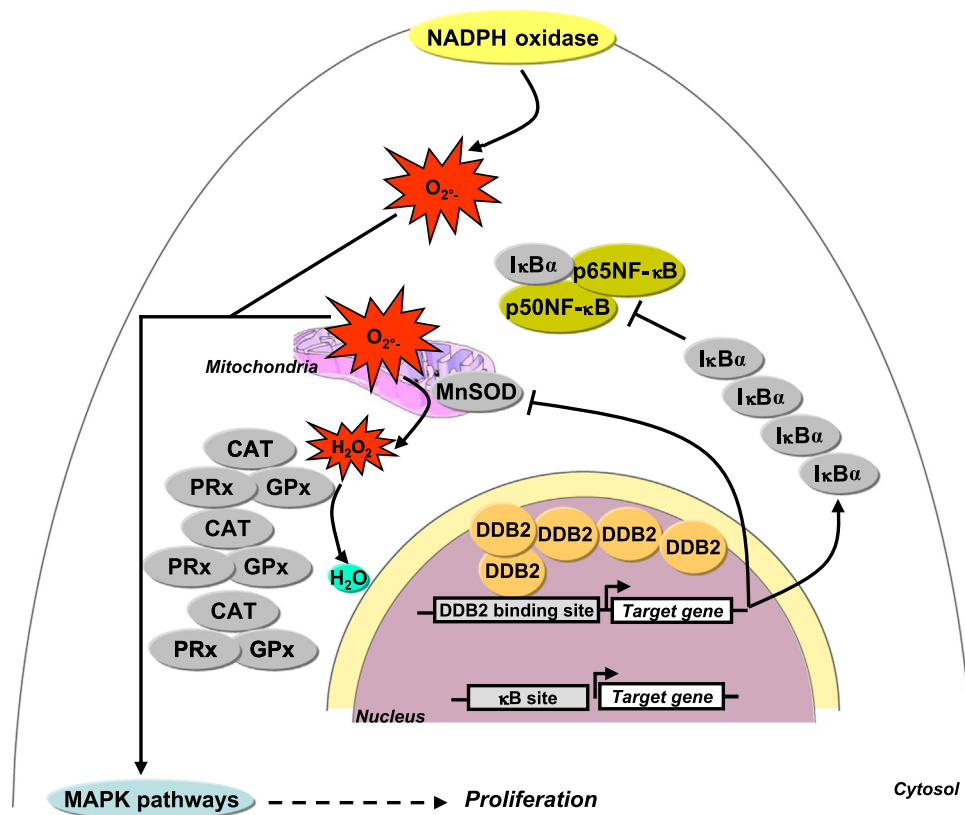 NADPH oxidase
O₂°-
IκBα
p65NF-κB
p50NF-κB
O₂°-
Mitochondria
MnSOD
IκBα
IκBα
IκBα
IκBα
CAT
H₂O₂
PRx
GPx
CAT
PRx
GPx
H₂O
CAT
PRx
GPx
DDB2
DDB2
DDB2
DDB2
DDB2
DDB2 binding site
Target gene
κB site
Target gene
Nucleus
MAPK pathways
Proliferation
Cytosol